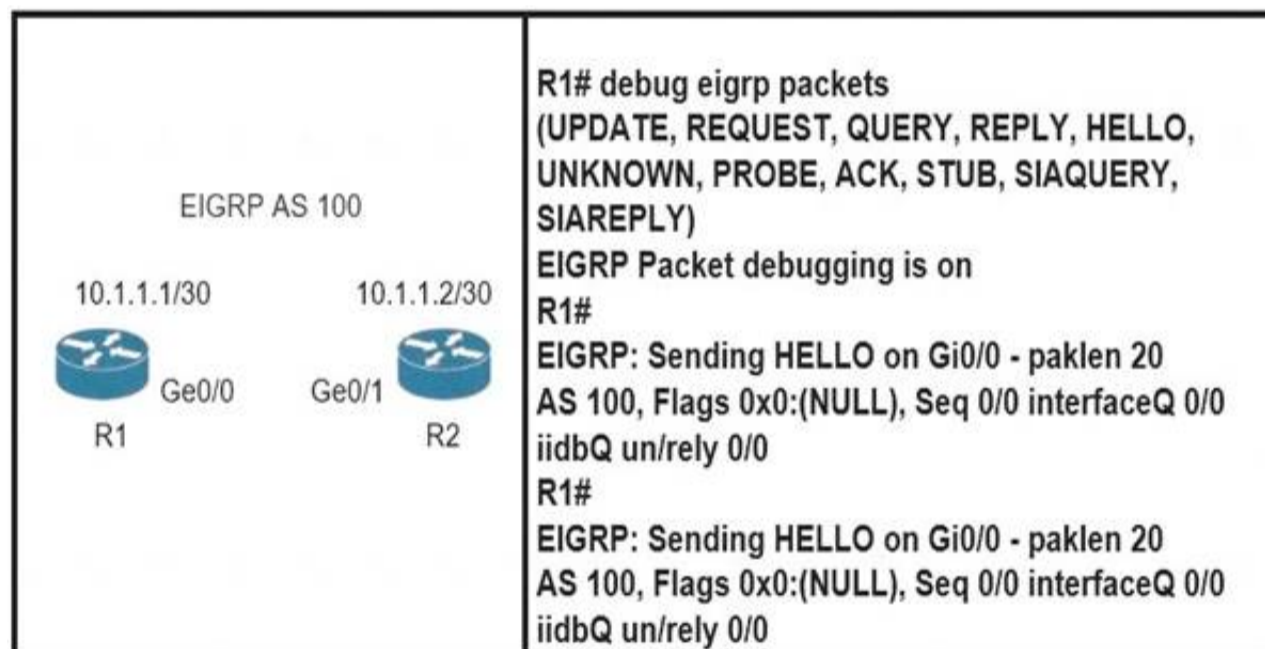 EIGRP AS 100
10.1.1.1/30
10.1.1.2/30
Ge0/0
Ge0/1
R1
R2
R1# debug eigrp packets
(UPDATE, REQUEST, QUERY, REPLY, HELLO,
UNKNOWN, PROBE, ACK, STUB, SIAQUERY,
SIAREPLY)
EIGRP Packet debugging is on
R1#
EIGRP: Sending HELLO on Gi0/0 - paklen 20
AS 100, Flags 0x0:(NULL), Seq 0/0 interfaceQ 0/0
iidbQ un/rely 0/0
R1#
EIGRP: Sending HELLO on Gi0/0 - paklen 20
AS 100, Flags 0x0:(NULL), Seq 0/0 interfaceQ 0/0
iidbQ un/rely 0/0